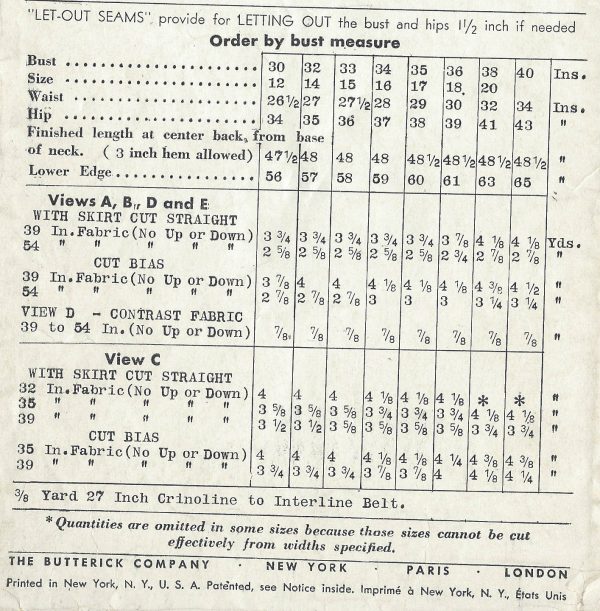 "LET-OUT SEAMS", provide for LETTING OUT the bust and hips 1½ inch if needed
Order by bust measure
Bust ........................ 30 32 33 34 35 36 38 40 Ins.
Size ........................ 12 14 15 16 17 18 20
Waist ........................ 26½ 27 27½ 28 29 30 32 34 Ins.
Hip ........................ 34 35 36 37 38 39 41 43 "
Finished length at center back, from base
of neck. ( 3 inch hem allowed) 47½ 48 48 48 48½ 48½ 48½ 48½ "
Lower Edge ................ 56 57 58 59 60 61 63 65 "
Views A, B, D and E
WITH SKIRT CUT STRAIGHT
39 In.Fabric(No Up or Down) 3 ¾ 3 ¾ 3 ¾ 3 ¾ 3 ¾ 3 ⅞ 4 ⅛ 4 ⅛ Yds.
54 " " " " " 2 ⅝ 2 ⅝ 2 ⅝ 2 ⅝ 2 ⅝ 2 ¾ 2 ⅞ 2 ⅞ "
CUT BIAS
39 In.Fabric(No Up or Down) 3 ⅞ 4 4 4 ⅛ 4 ⅛ 4 ⅛ 4 ⅜ 4 ½ "
54 " " " " " 2 ⅞ 2 ⅞ 2 ⅞ 3 3 3 3 ¼ 3 ¼ "
VIEW D - CONTRAST FABRIC
39 to 54 In.(No Up or Down) ⅞ ⅞ ⅞ ⅞ ⅞ ⅞ ⅞ ⅞ "
View C
WITH SKIRT CUT STRAIGHT
32 In.Fabric(No Up or Down) 4 4 4 4 ⅛ 4 ⅛ 4 ⅛ * * "
35 " " " " " 3 ⅝ 3 ⅝ 3 ⅝ 3 ¾ 3 ¾ 3 ¾ 4 ⅛ 4 ⅛ "
39 " " " " " 3 ½ 3 ½ 3 ⅝ 3 ⅝ 3 ⅝ 3 ⅝ 3 ¾ 3 ¾ "
CUT BIAS
35 In.Fabric(No Up or Down) 4 4 4 4 ⅛ 4 ⅛ 4 ¼ 4 ⅜ 4 ⅜ "
39 " " " " " 3 ¾ 3 ¾ 3 ¾ 3 ⅞ 3 ⅞ 4 4 ⅛ 4 ¼ "
⅜ Yard 27 Inch Crinoline to Interline Belt.
*Quantities are omitted in some sizes because those sizes cannot be cut
effectively from widths specified.
THE BUTTERICK COMPANY · NEW YORK · PARIS · LONDON
Printed in New York, N. Y., U. S. A. Patented, see Notice inside. Imprimé à New York, N. Y., États Unis